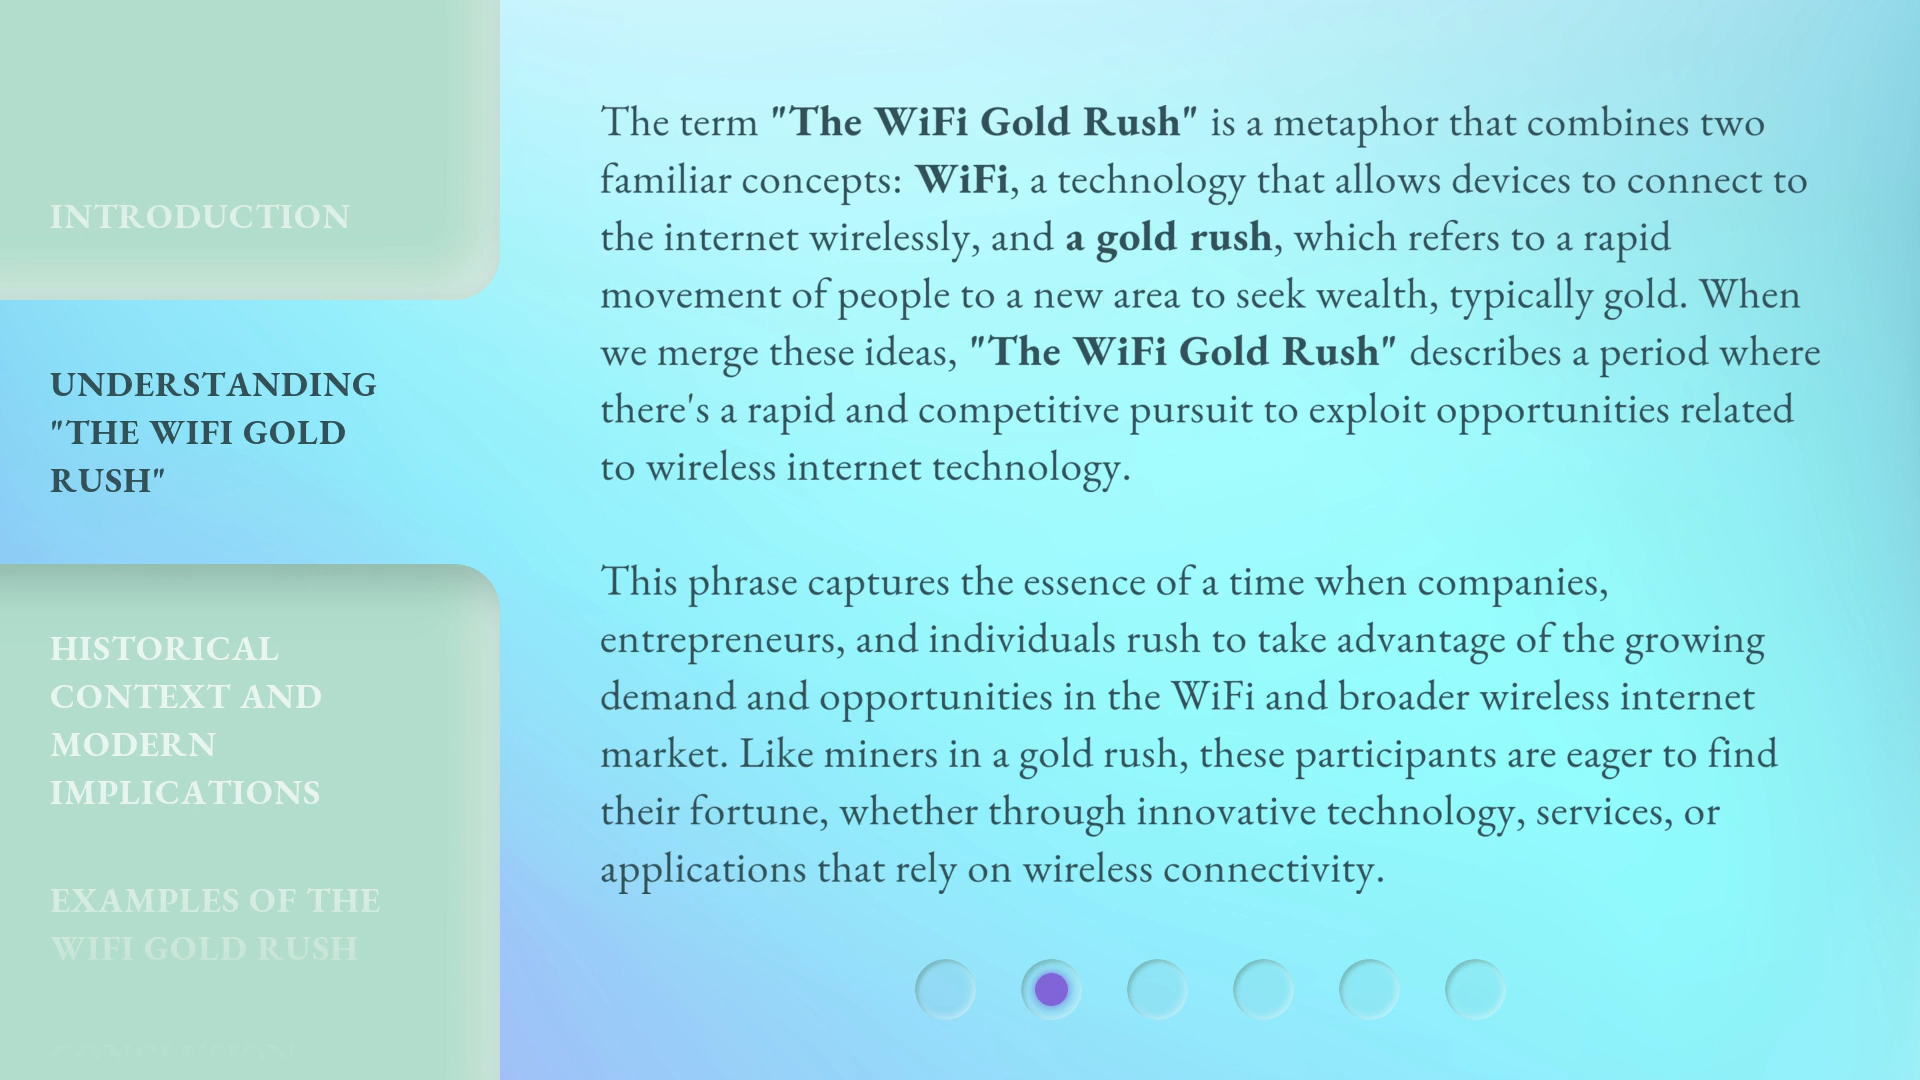 INTRODUCTION
UNDERSTANDING
"THE WIFI GOLD
RUSH"
HISTORICAL
CONTEXT AND
MODERN
IMPLICATIONS
EXAMPLES OF THE
WIFI GOLD RUSH
CONCLUSION
The term "The WiFi Gold Rush" is a metaphor that combines two
familiar concepts: WiFi, a technology that allows devices to connect to
the internet wirelessly, and a gold rush, which refers to a rapid
movement of people to a new area to seek wealth, typically gold. When
we merge these ideas, "The WiFi Gold Rush" describes a period where
there's a rapid and competitive pursuit to exploit opportunities related
to wireless internet technology.
This phrase captures the essence of a time when companies,
entrepreneurs, and individuals rush to take advantage of the growing
demand and opportunities in the WiFi and broader wireless internet
market. Like miners in a gold rush, these participants are eager to find
their fortune, whether through innovative technology, services, or
applications that rely on wireless connectivity.